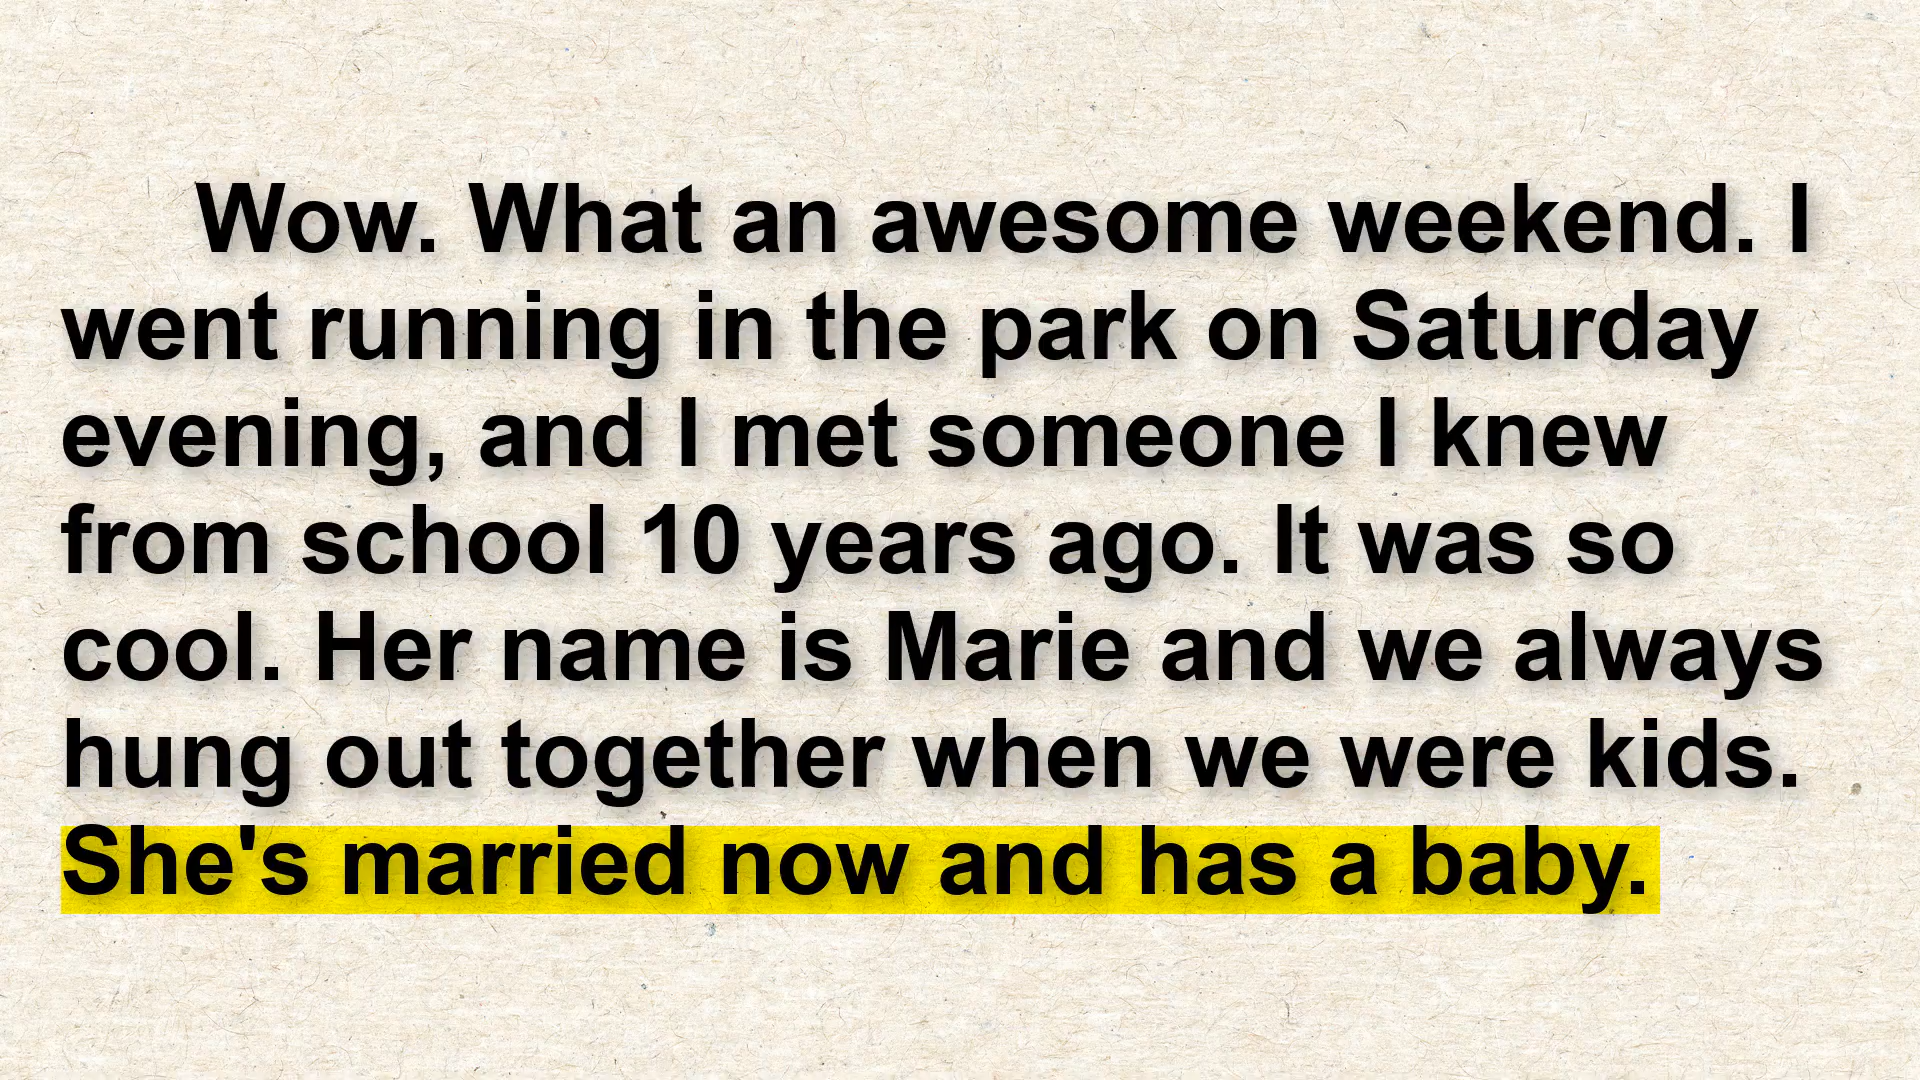 Wow. What an awesome weekend. I
went running in the park on Saturday
evening, and I met someone I knew
from school 10 years ago. It was so
cool. Her name is Marie and we always
hung out together when we were kids.
She's married now and has a baby.